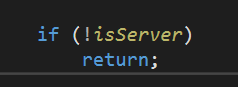 if (!isServer)
return;